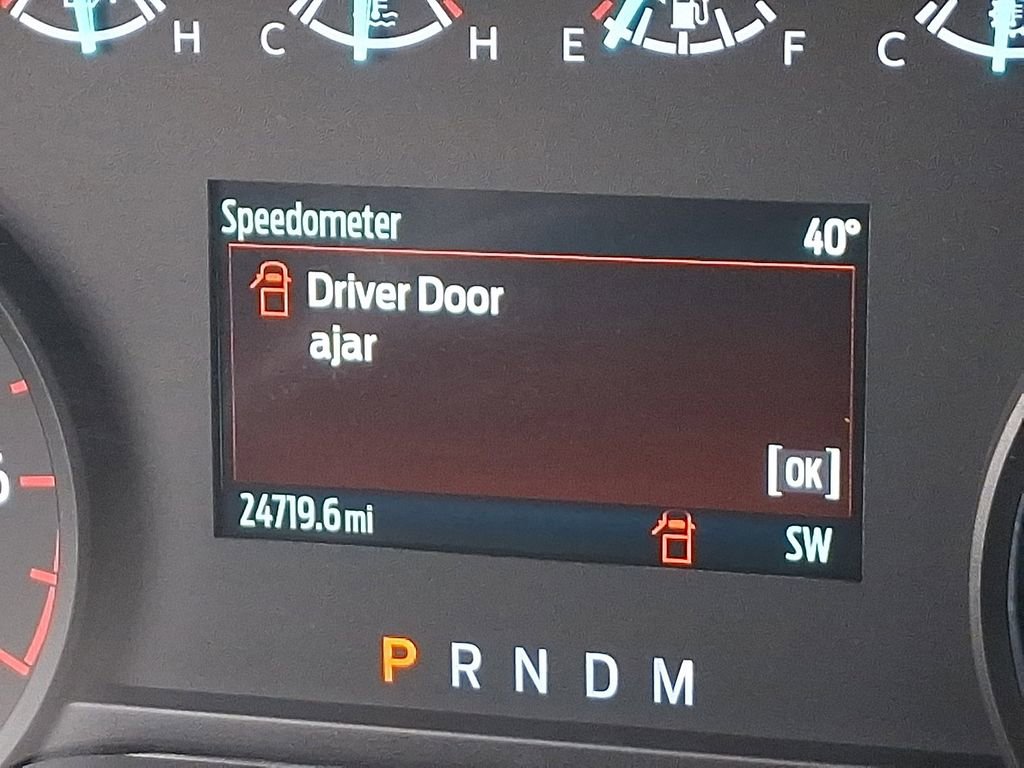 H C H E F C
Speedometer 40°
Driver Door
ajar
[OK]
24719.6 mi SW
P R N D M